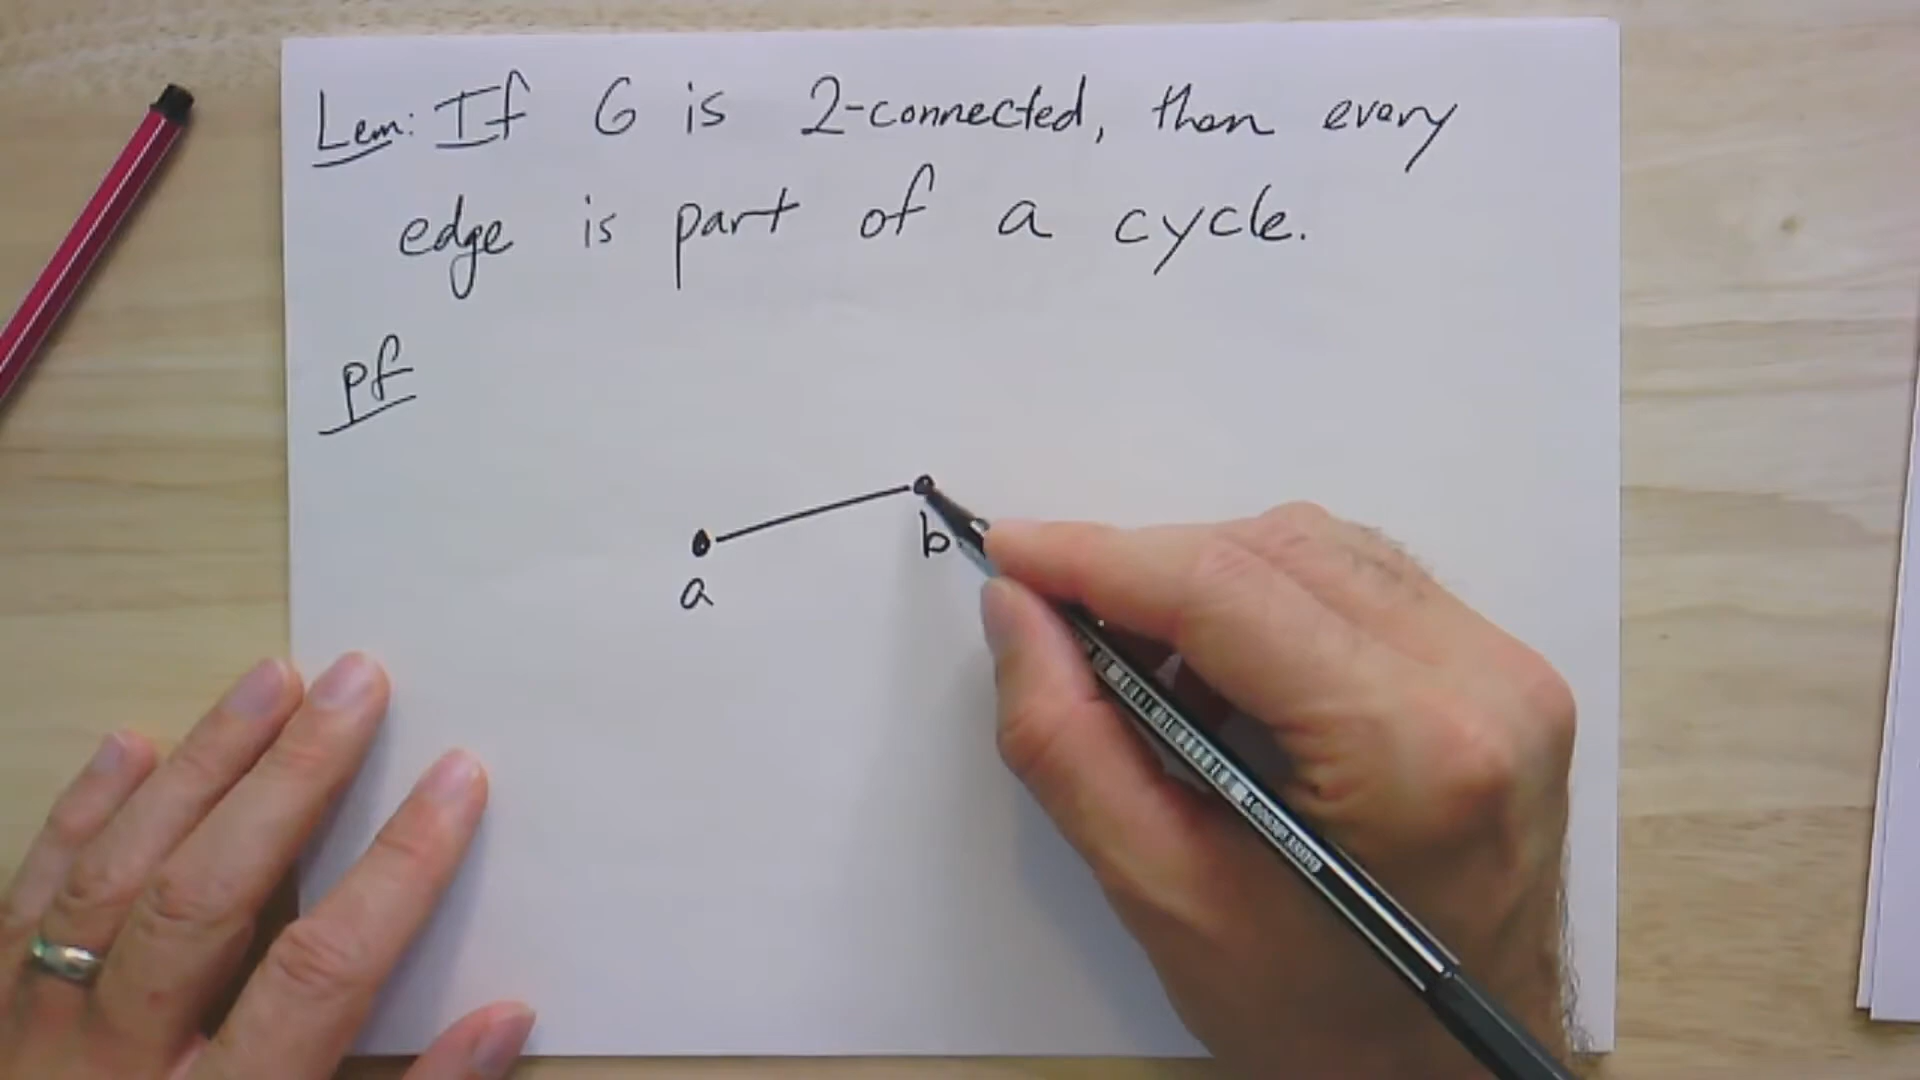 Lem: If G is 2-connected, then every
edge is part of a cycle.
pf
b
a